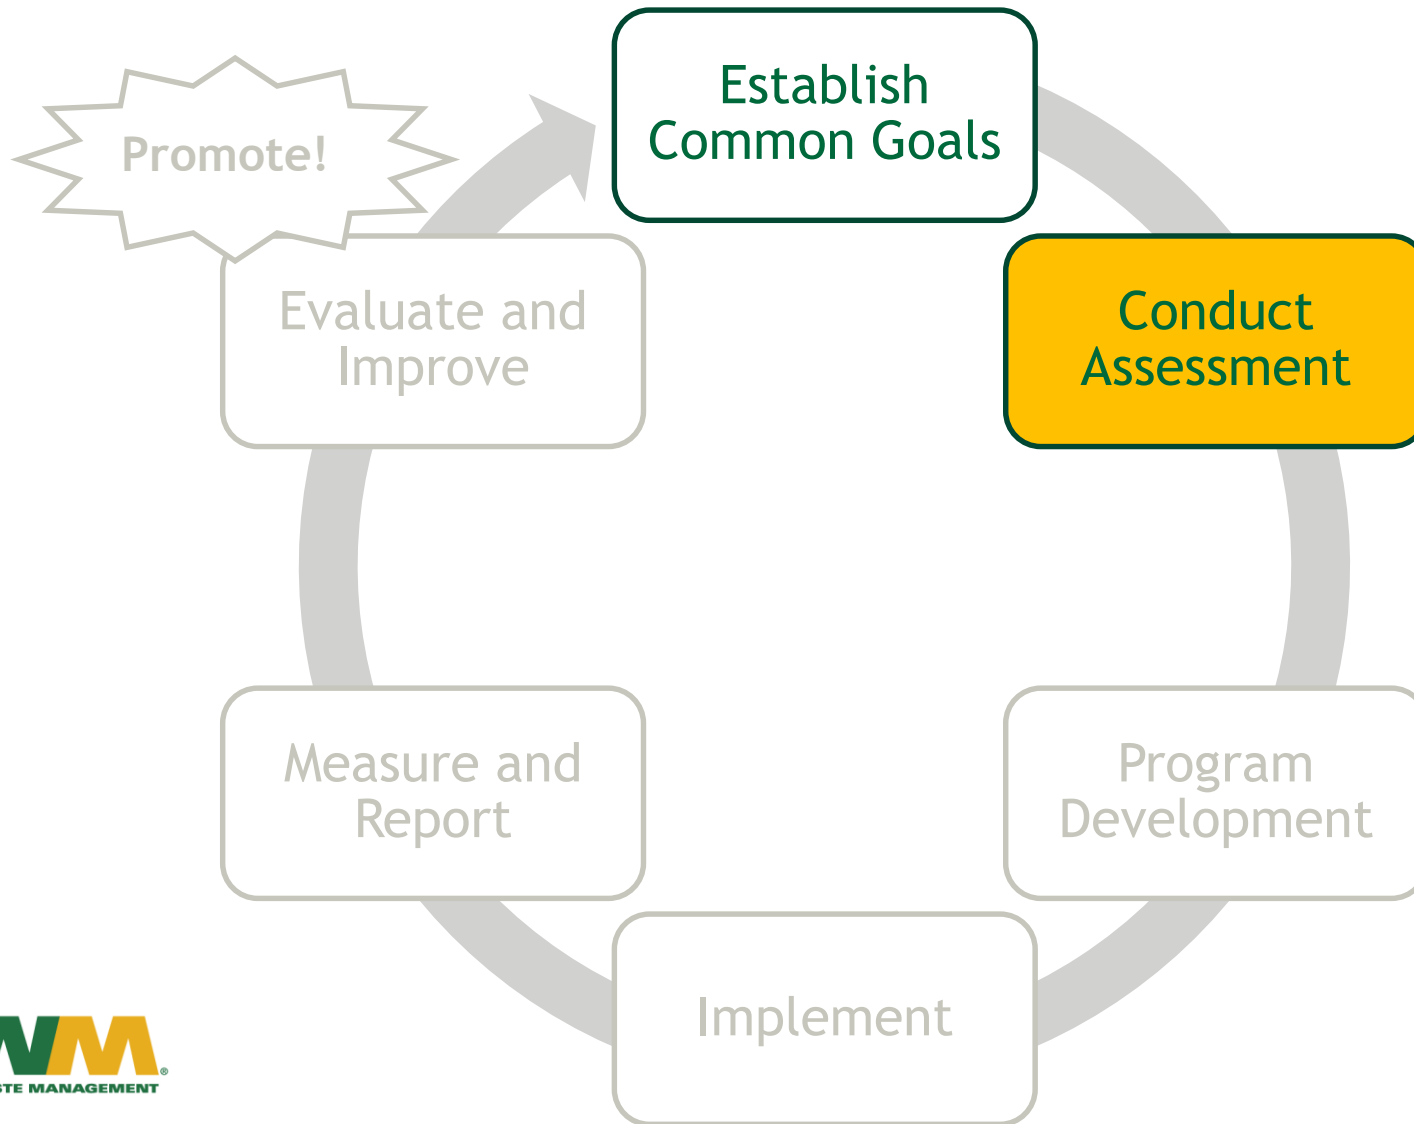 Establish
Common Goals
Promote!
Evaluate and
Improve
Conduct
Assessment
Measure and
Report
Program
Development
Implement
WM
STE MANAGEMENT